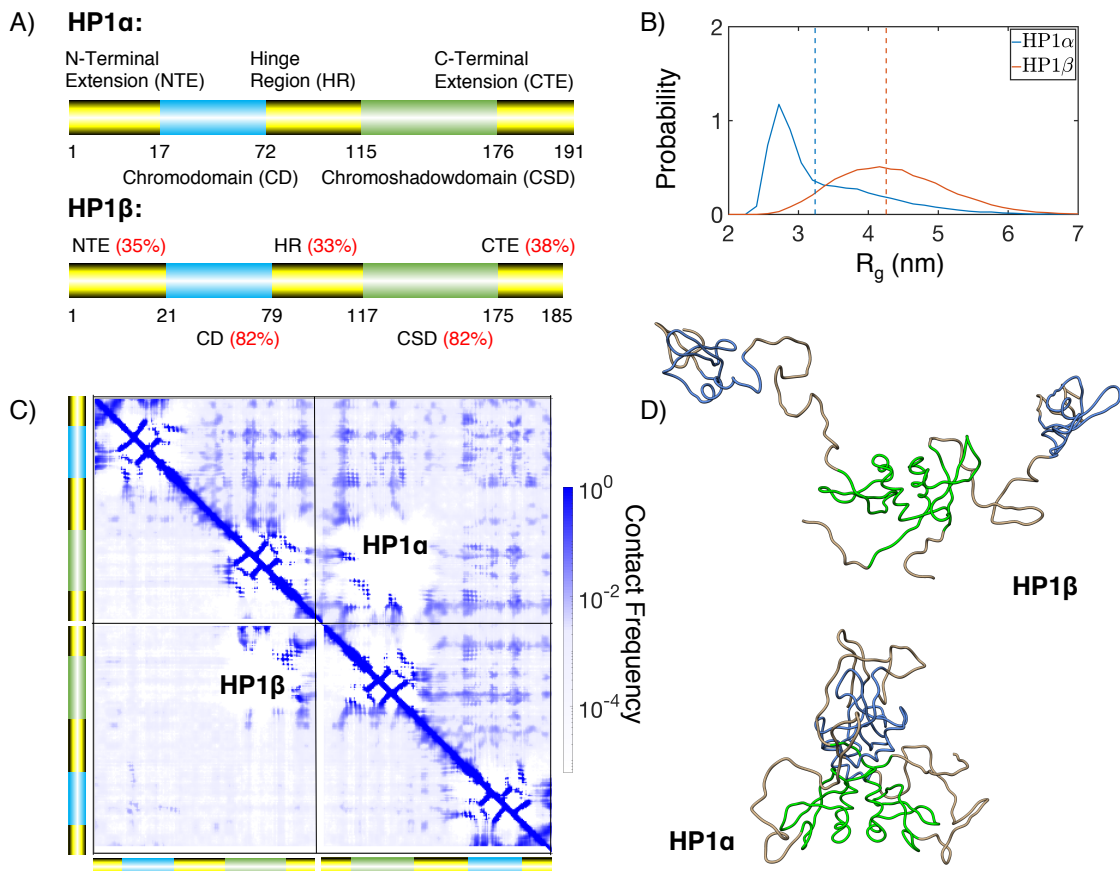 A)
HP1α:
N-Terminal
Extension (NTE)
Hinge
Region (HR)
C-Terminal
Extension (CTE)
1 17 72 115 176 191
Chromodomain (CD) Chromoshadowdomain (CSD)
HP1β:
NTE (35%) HR (33%) CTE (38%)
1 21 79 117 175 185
CD (82%) CSD (82%)
B)
Probability
2
1
0
2 3 4 5 6 7
R_g (nm)
HP1α
HP1β
C)
HP1α
HP1β
10^0
10^-2
10^-4
Contact Frequency
D)
HP1β
HP1α